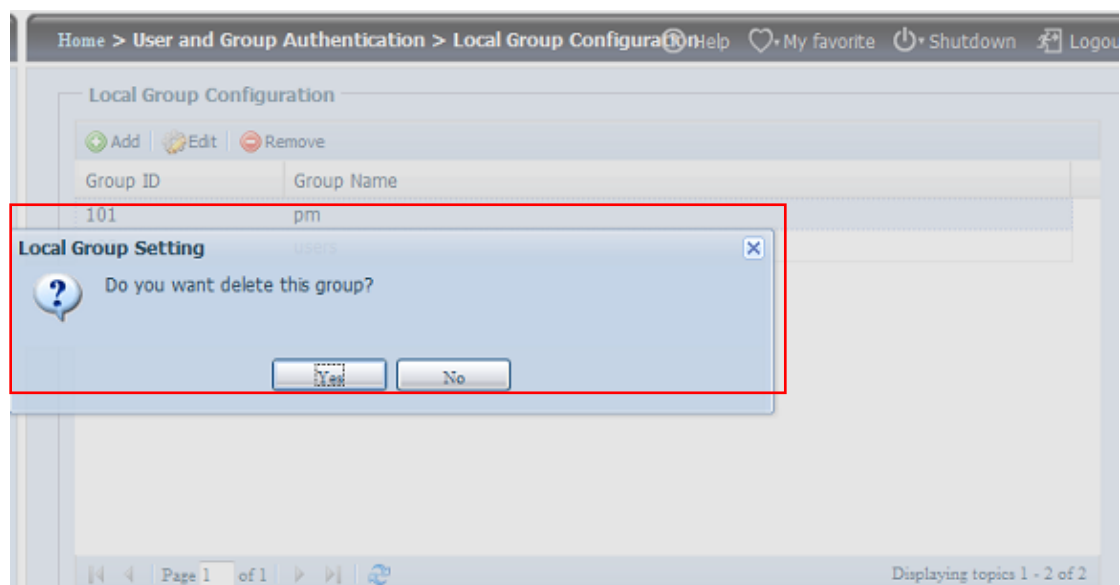 Home > User and Group Authentication > Local Group Configuration Help My favorite Shutdown Logou
Local Group Configuration
Add Edit Remove
Group ID Group Name
101 pm
Local Group Setting users
Do you want delete this group?
Yes No
Page 1 of 1 Displaying topics 1 - 2 of 2